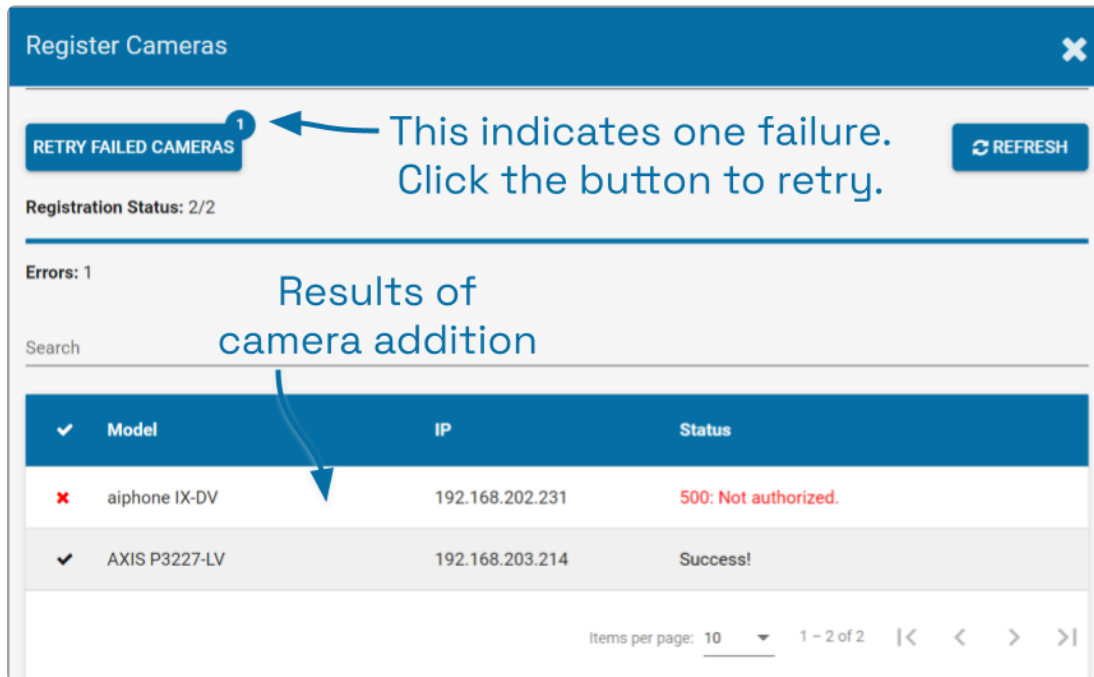 Register Cameras
RETRY FAILED CAMERAS 1
This indicates one failure.
Click the button to retry.
REFRESH
Registration Status: 2/2
Errors: 1
Results of
camera addition
Search
Model IP Status
aiphone IX-DV 192.168.202.231 500: Not authorized.
AXIS P3227-LV 192.168.203.214 Success!
Items per page: 10 1 – 2 of 2